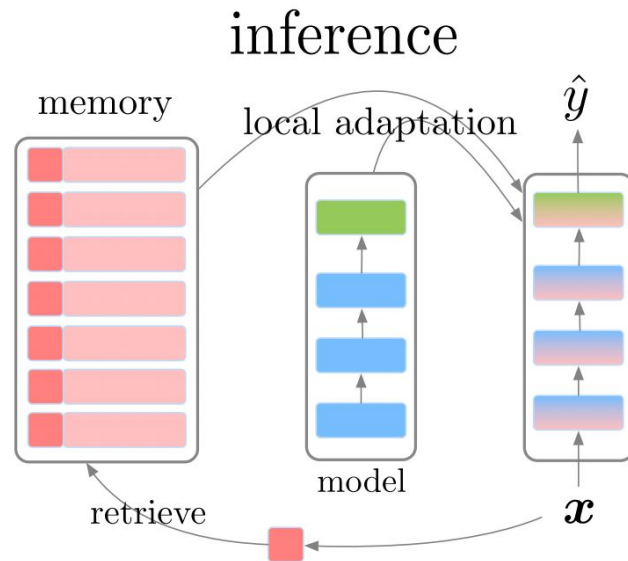 inference
memory
local adaptation
ŷ
model
retrieve
x